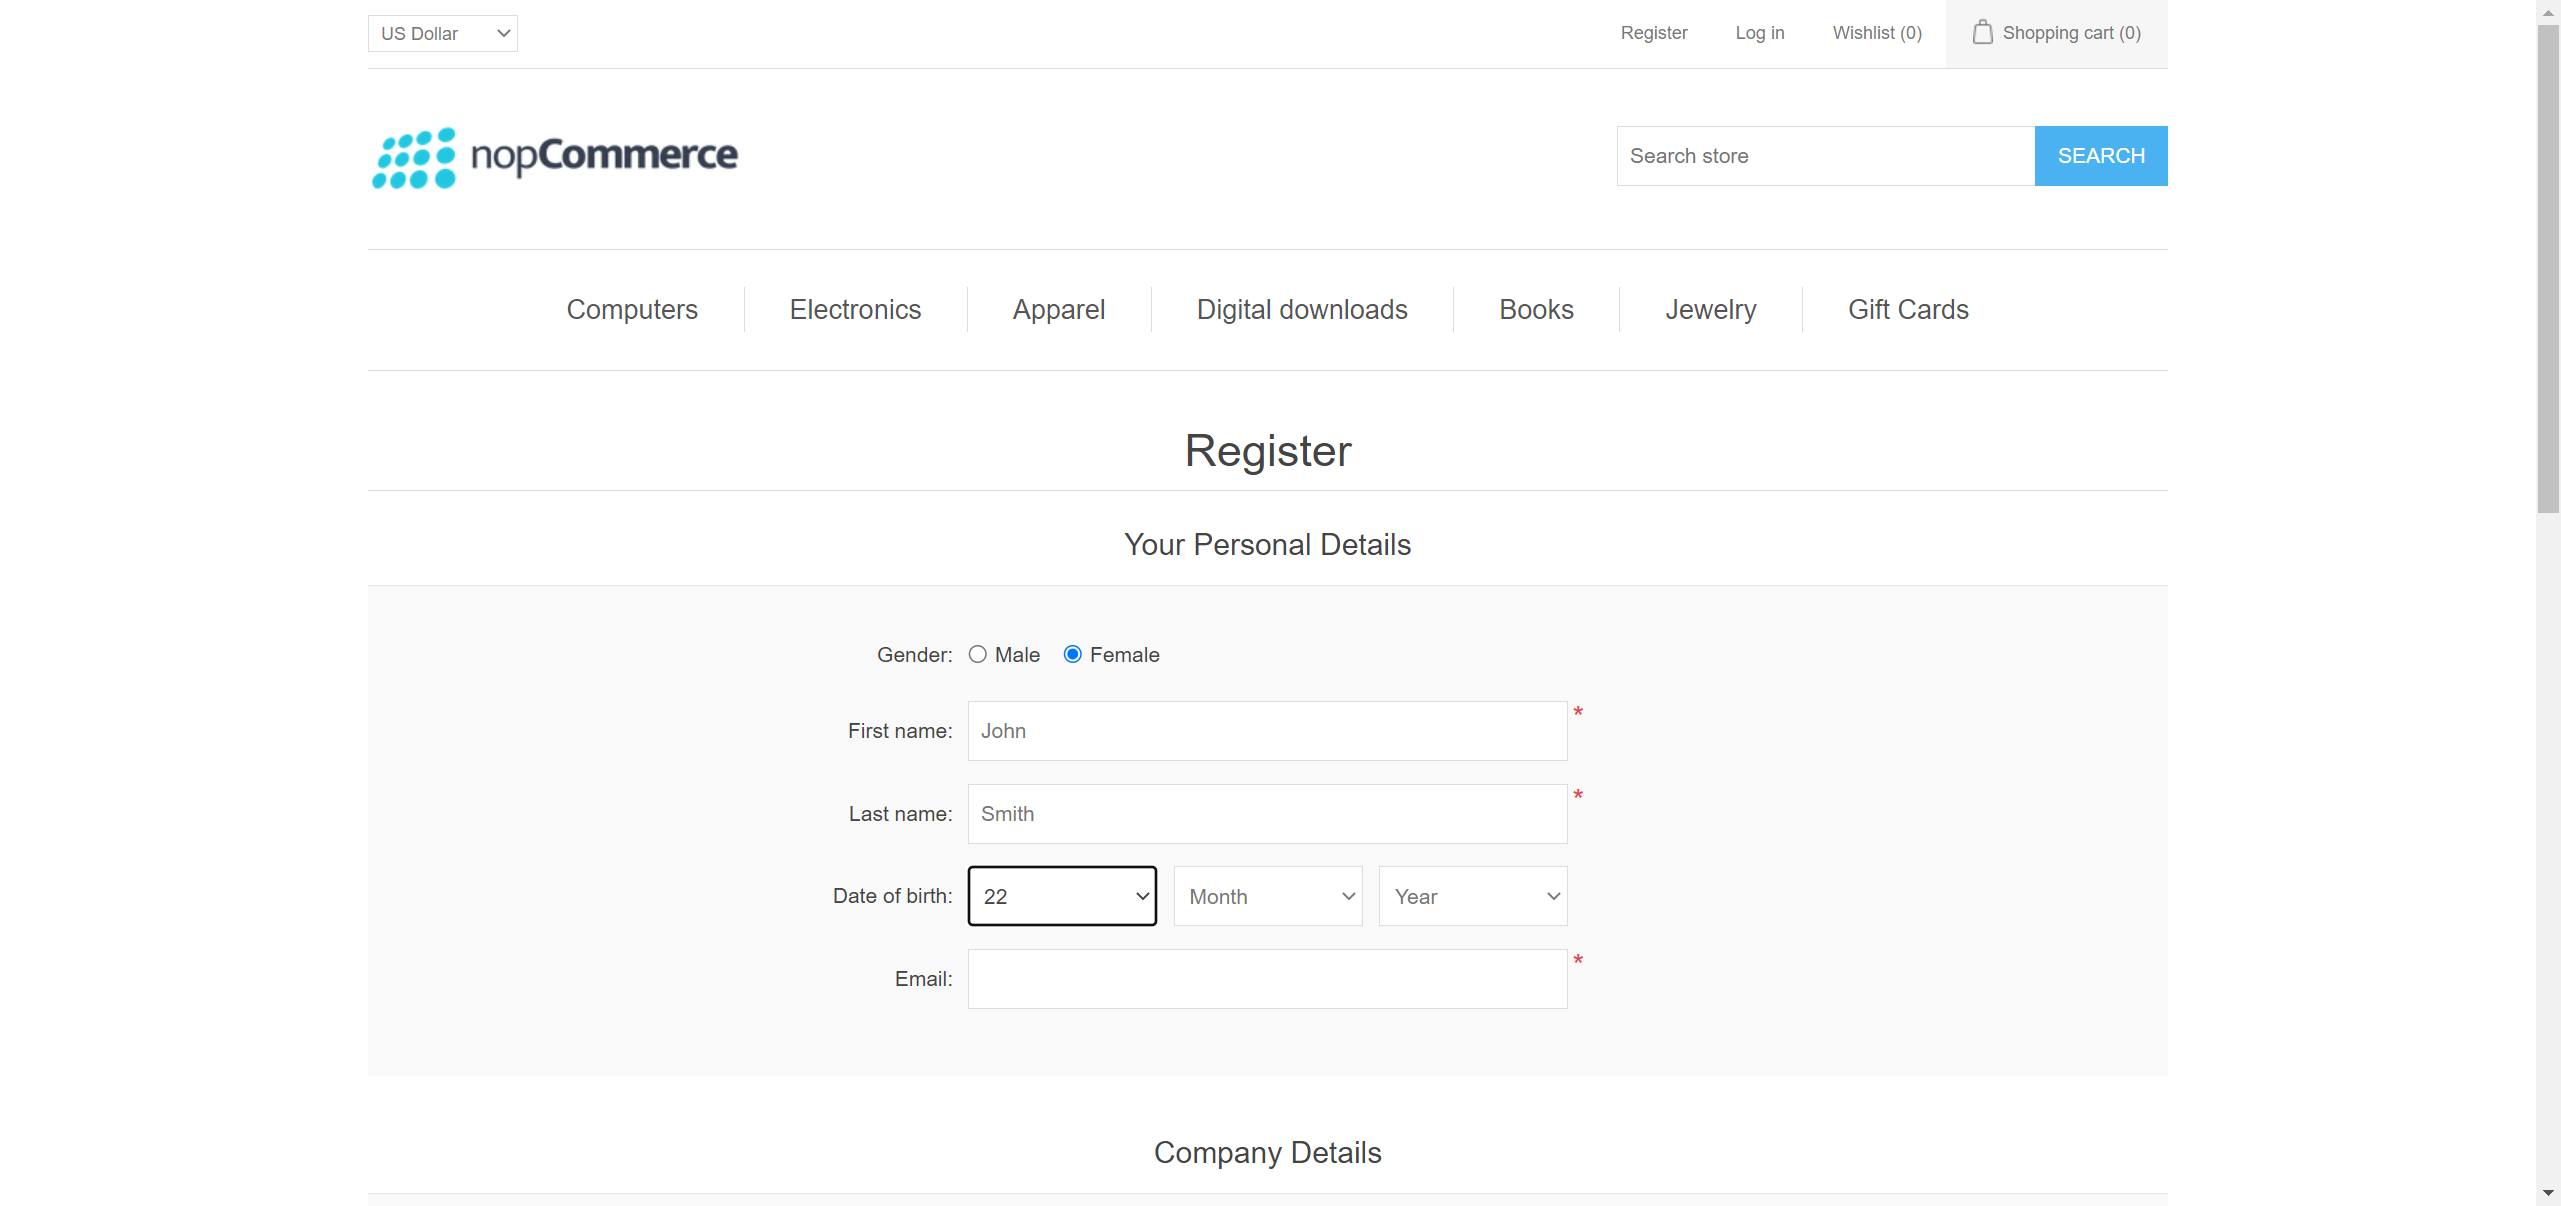 US Dollar
Register Log in Wishlist (0) Shopping cart (0)
nopCommerce
Search store SEARCH
Computers Electronics Apparel Digital downloads Books Jewelry Gift Cards
Register
Your Personal Details
Gender: Male Female
First name: John *
Last name: Smith *
Date of birth: 22 Month Year
Email: *
Company Details